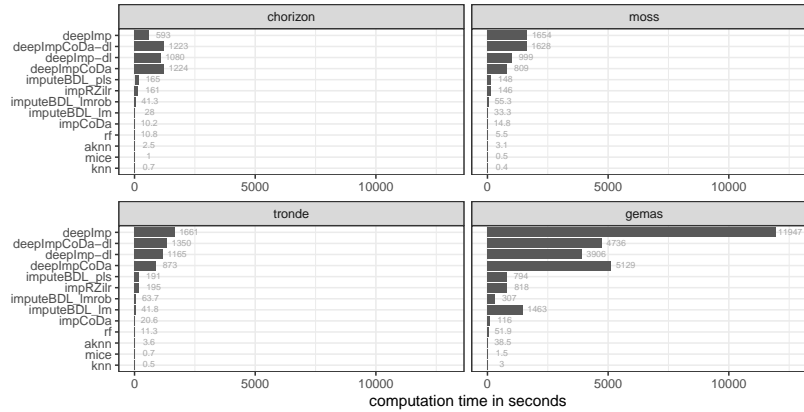 chorizon
moss
deepImp 593 1654
deepImpCoDa-dl 1223 1628
deepImp-dl 1080 999
deepImpCoDa 1224 809
imputeBDL_pls 165 148
impRZilr 161 146
imputeBDL_lmrob 41.3 55.3
imputeBDL_lm 28 33.3
impCoDa 10.2 14.8
rf 10.8 5.5
aknn 2.5 3.1
mice 1 0.5
knn 0.7 0.4
0 5000 10000 0 5000 10000
tronde
gemas
deepImp 1661 11947
deepImpCoDa-dl 1350 4736
deepImp-dl 1165 3906
deepImpCoDa 873 5129
imputeBDL_pls 191 794
impRZilr 195 818
imputeBDL_lmrob 63.7 307
imputeBDL_lm 41.8 1463
impCoDa 20.6 116
rf 11.3 51.9
aknn 3.6 38.5
mice 0.7 1.5
knn 0.5 3
0 5000 10000 0 5000 10000
computation time in seconds